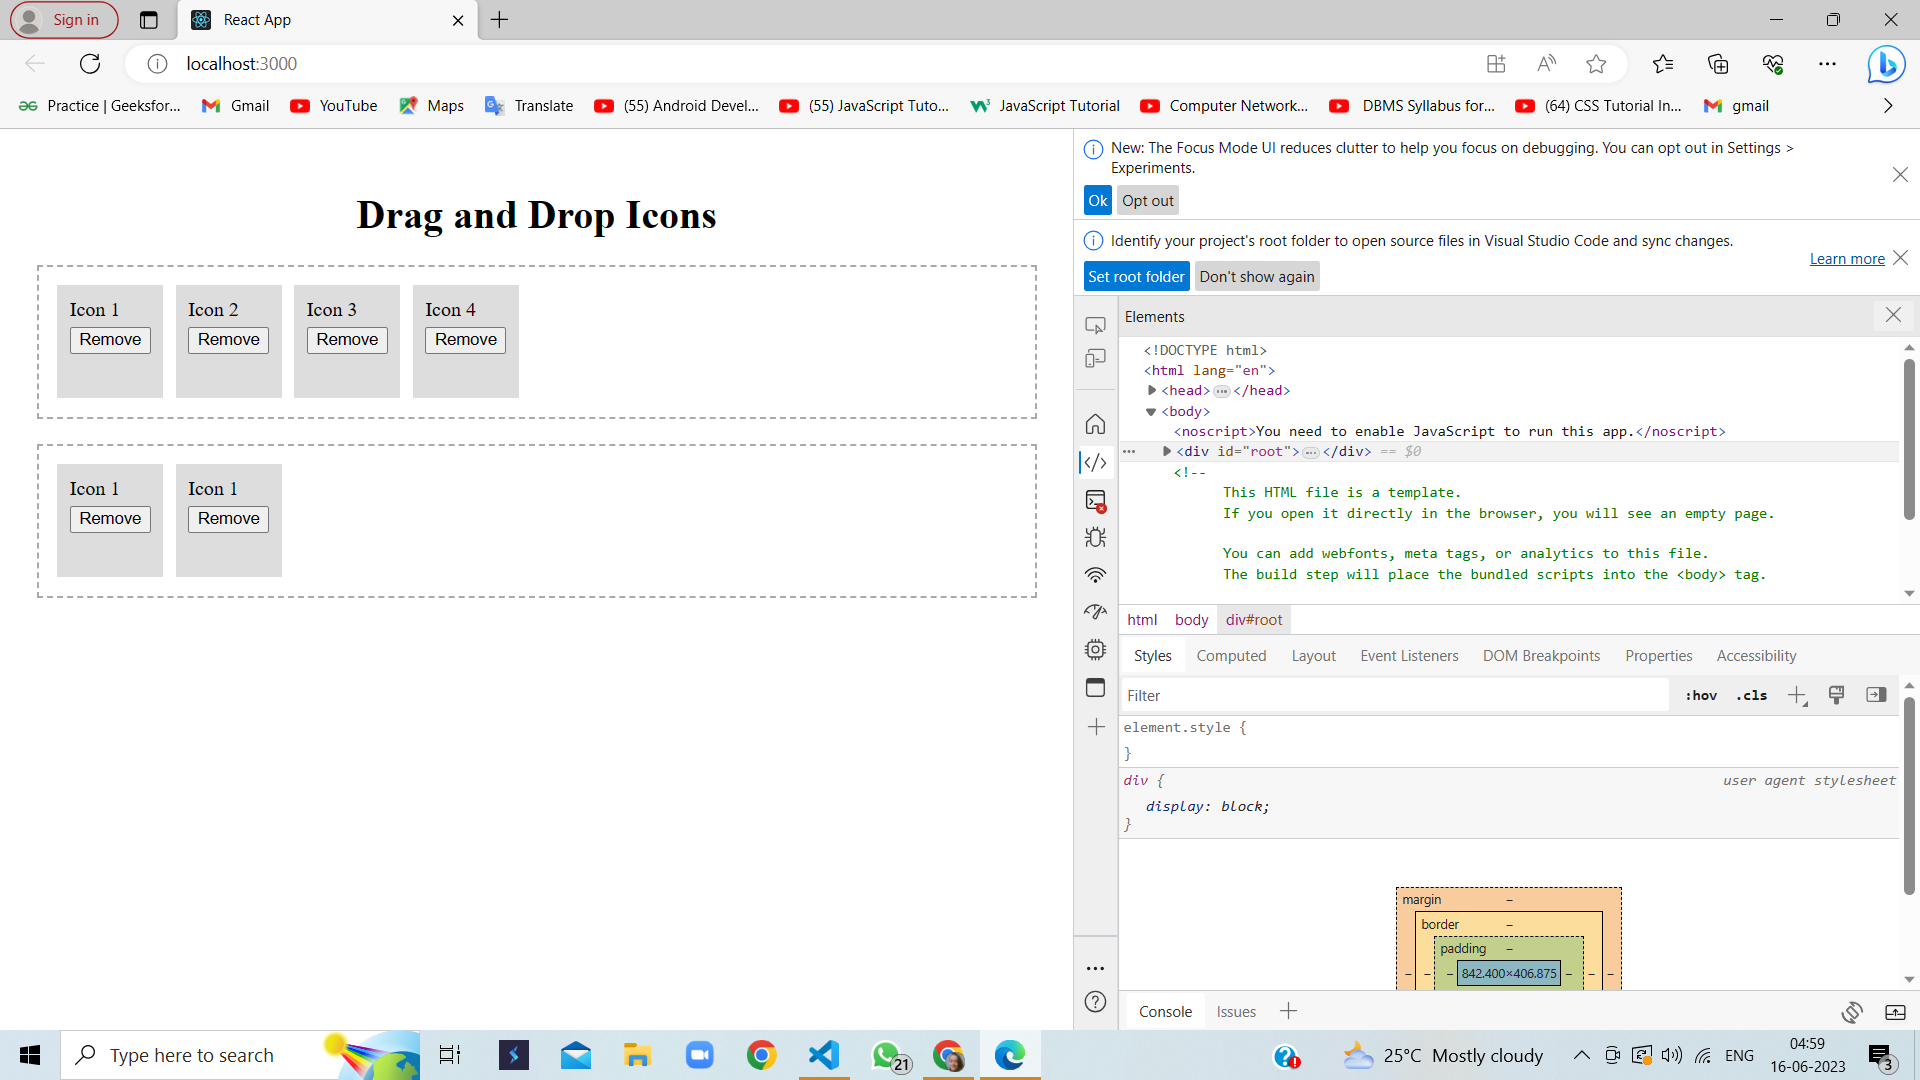 Sign in
React App
localhost:3000
Practice | Geeksfor...
Gmail
YouTube
Maps
Translate
(55) Android Devel...
(55) JavaScript Tuto...
JavaScript Tutorial
Computer Network...
DBMS Syllabus for...
(64) CSS Tutorial In...
gmail
Drag and Drop Icons
Icon 1
Remove
Icon 2
Remove
Icon 3
Remove
Icon 4
Remove
Icon 1
Remove
Icon 1
Remove
New: The Focus Mode UI reduces clutter to help you focus on debugging. You can opt out in Settings >
Experiments.
Ok
Opt out
Identify your project's root folder to open source files in Visual Studio Code and sync changes.
Learn more
Set root folder
Don't show again
Elements
<!DOCTYPE html>
<html lang="en">
<head>…</head>
<body>
<noscript>You need to enable JavaScript to run this app.</noscript>
<div id="root">…</div> == $0
<!--
This HTML file is a template.
If you open it directly in the browser, you will see an empty page.
You can add webfonts, meta tags, or analytics to this file.
The build step will place the bundled scripts into the <body> tag.
html
body
div#root
Styles
Computed
Layout
Event Listeners
DOM Breakpoints
Properties
Accessibility
Filter
:hov
.cls
element.style {
}
div {
user agent stylesheet
display: block;
}
margin
–
border
–
padding
–
– – – 842.400×406.875 – – –
Console
Issues
Type here to search
21
25°C Mostly cloudy
ENG
04:59
16-06-2023
3